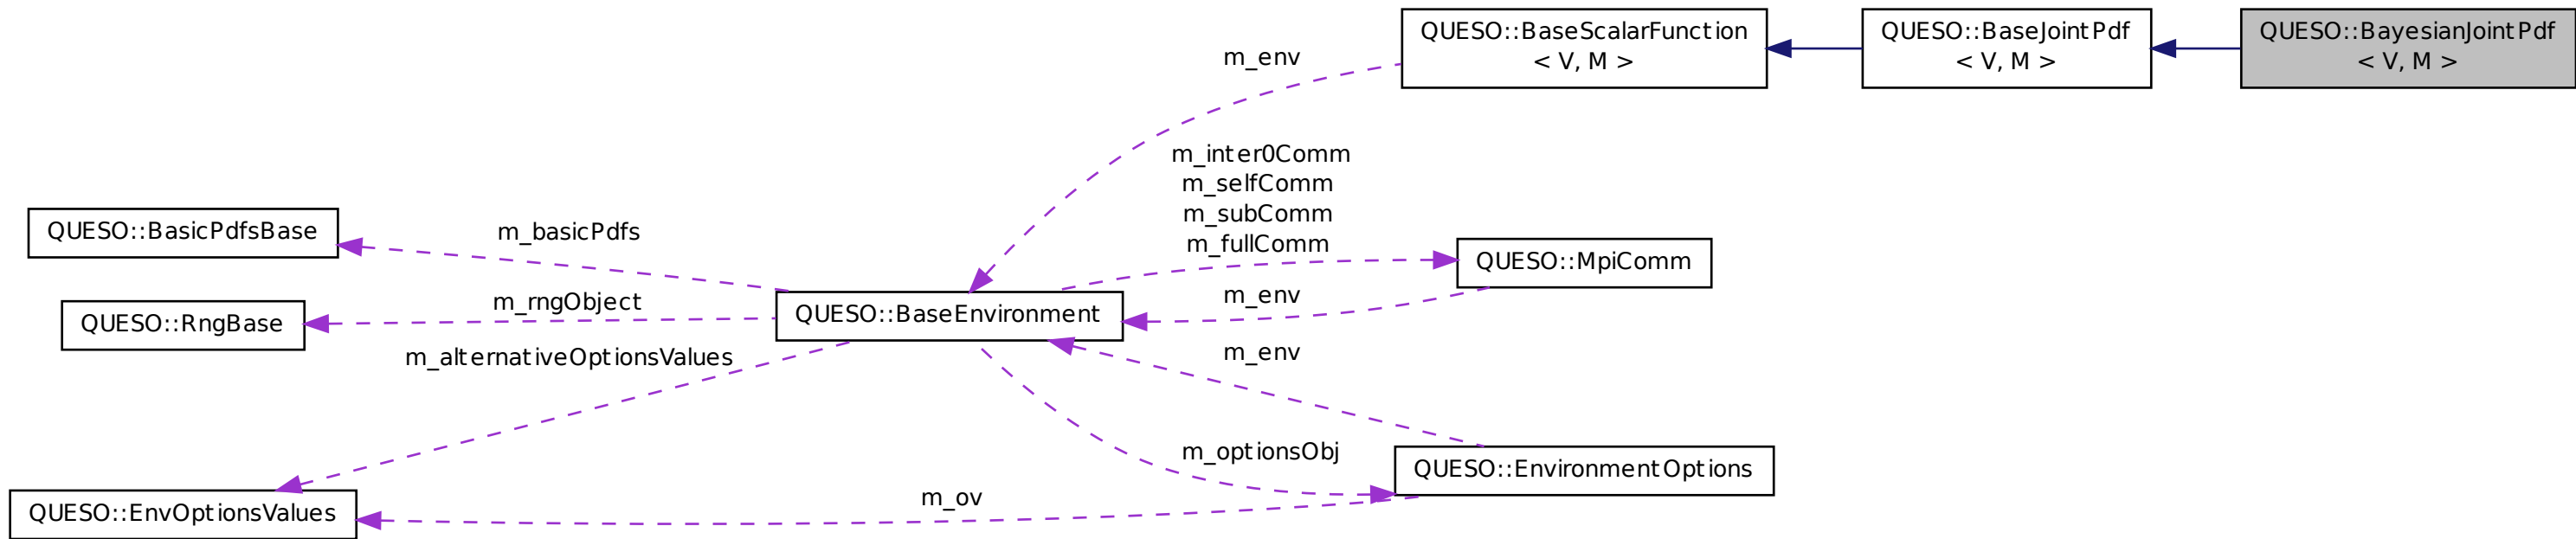 QUESO::BaseScalarFunction
< V, M >
QUESO::BaseJointPdf
< V, M >
QUESO::BayesianJointPdf
< V, M >
m_env
m_inter0Comm
m_selfComm
m_subComm
m_fullComm
QUESO::BasicPdfsBase
m_basicPdfs
QUESO::MpiComm
QUESO::RngBase
m_rngObject
QUESO::BaseEnvironment
m_env
m_alternativeOptionsValues
m_env
m_optionsObj
QUESO::EnvironmentOptions
QUESO::EnvOptionsValues
m_ov